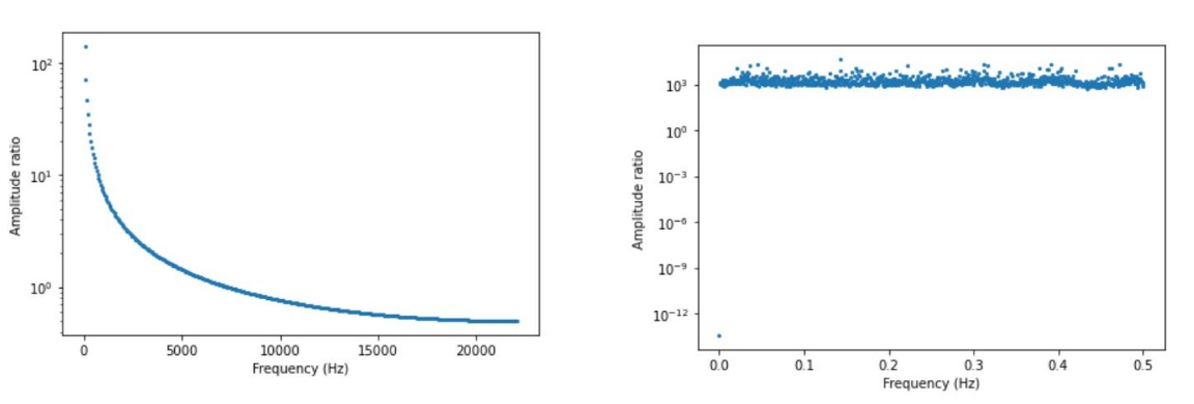 10²
10¹
10⁰
Amplitude ratio
0 5000 10000 15000 20000
Frequency (Hz)
10³
10⁰
10⁻³
10⁻⁶
10⁻⁹
10⁻¹²
Amplitude ratio
0.0 0.1 0.2 0.3 0.4 0.5
Frequency (Hz)